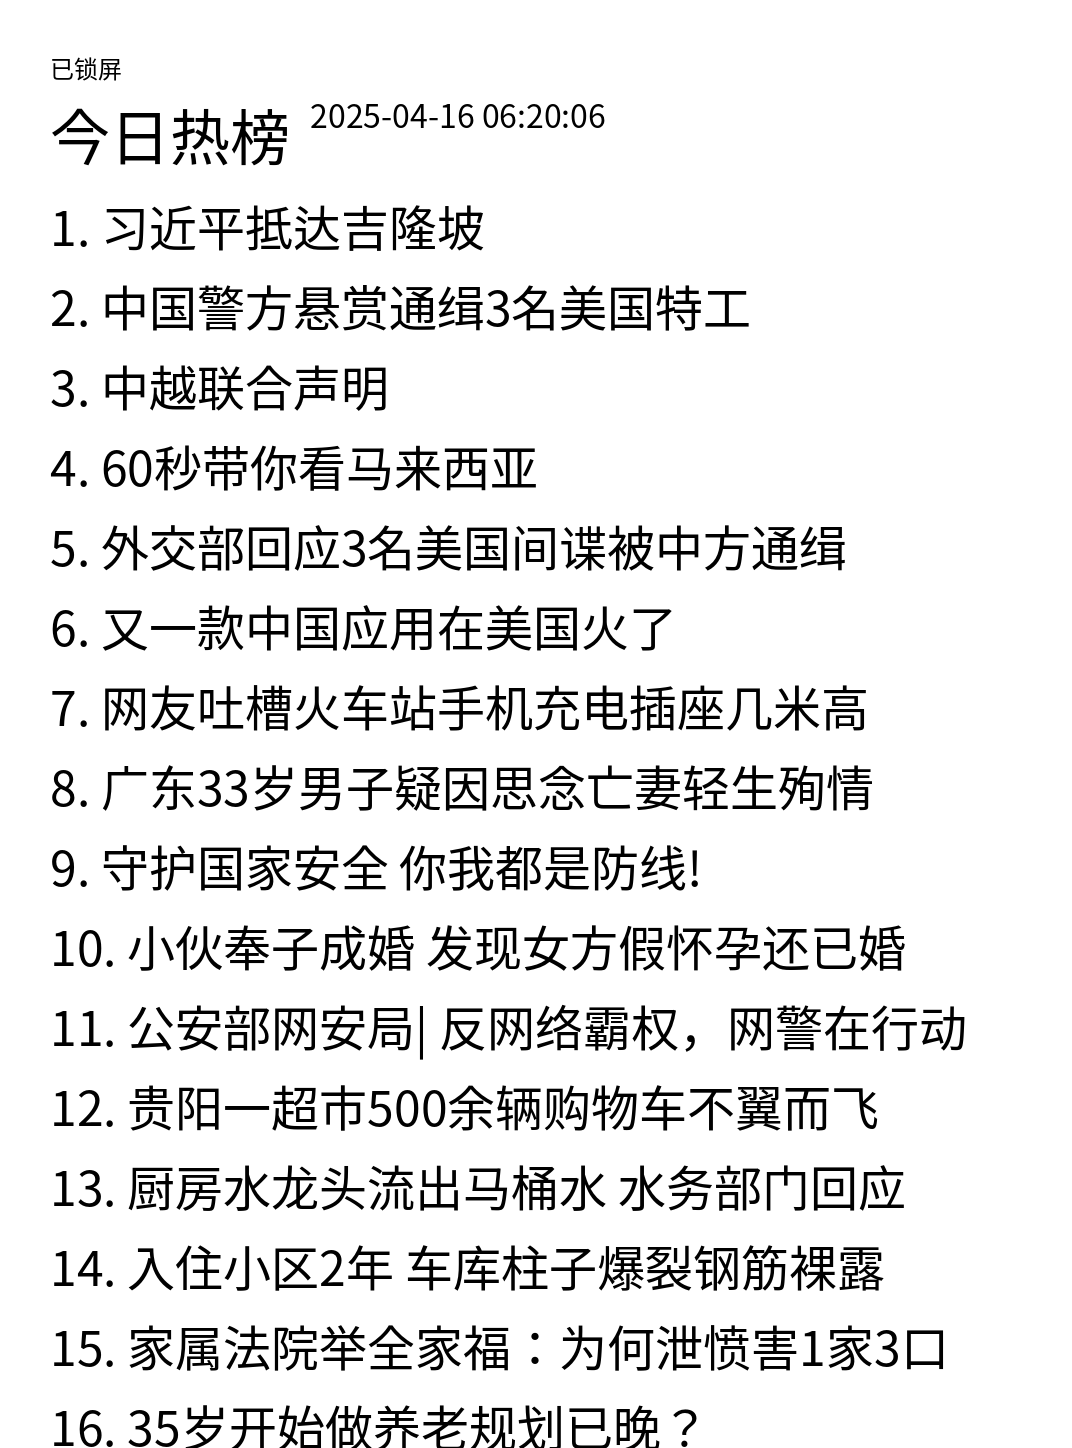 已锁屏
今日热榜 2025-04-16 06:20:06
1. 习近平抵达吉隆坡
2. 中国警方悬赏通缉3名美国特工
3. 中越联合声明
4. 60秒带你看马来西亚
5. 外交部回应3名美国间谍被中方通缉
6. 又一款中国应用在美国火了
7. 网友吐槽火车站手机充电插座几米高
8. 广东33岁男子疑因思念亡妻轻生殉情
9. 守护国家安全 你我都是防线!
10. 小伙奉子成婚 发现女方假怀孕还已婚
11. 公安部网安局| 反网络霸权，网警在行动
12. 贵阳一超市500余辆购物车不翼而飞
13. 厨房水龙头流出马桶水 水务部门回应
14. 入住小区2年 车库柱子爆裂钢筋裸露
15. 家属法院举全家福：为何泄愤害1家3口
16. 35岁开始做养老规划已晚？